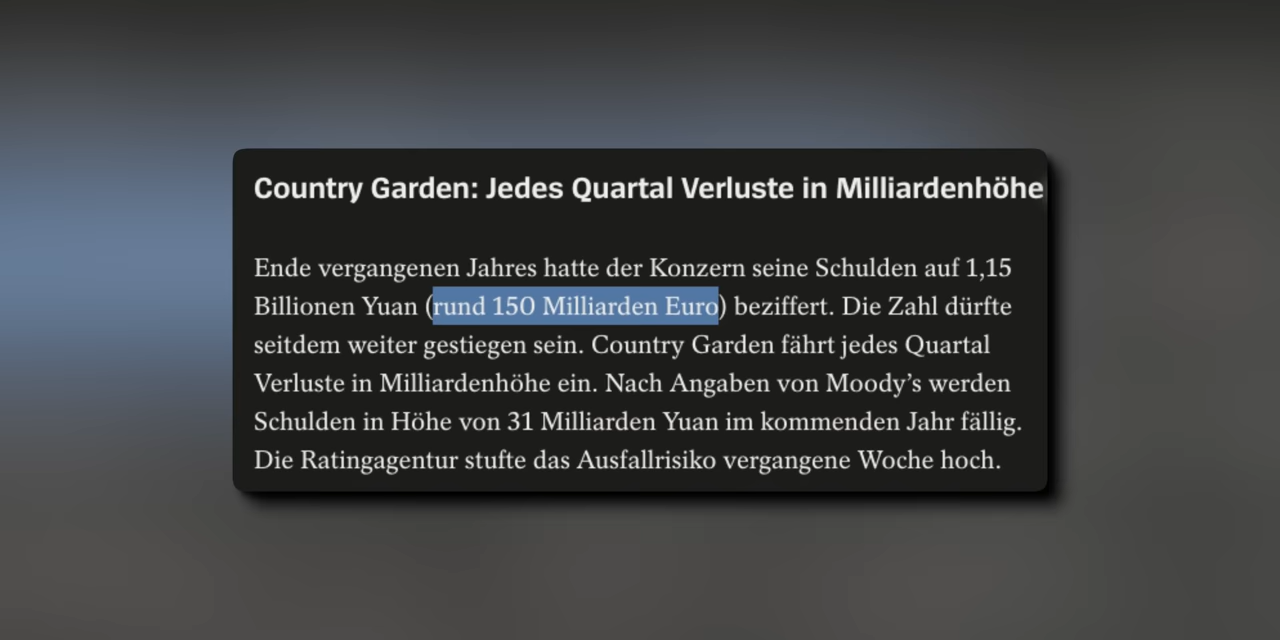 Country Garden: Jedes Quartal Verluste in Milliardenhöhe
Ende vergangenen Jahres hatte der Konzern seine Schulden auf 1,15
Billionen Yuan (rund 150 Milliarden Euro) beziffert. Die Zahl dürfte
seitdem weiter gestiegen sein. Country Garden fährt jedes Quartal
Verluste in Milliardenhöhe ein. Nach Angaben von Moody’s werden
Schulden in Höhe von 31 Milliarden Yuan im kommenden Jahr fällig.
Die Ratingagentur stufte das Ausfallrisiko vergangene Woche hoch.